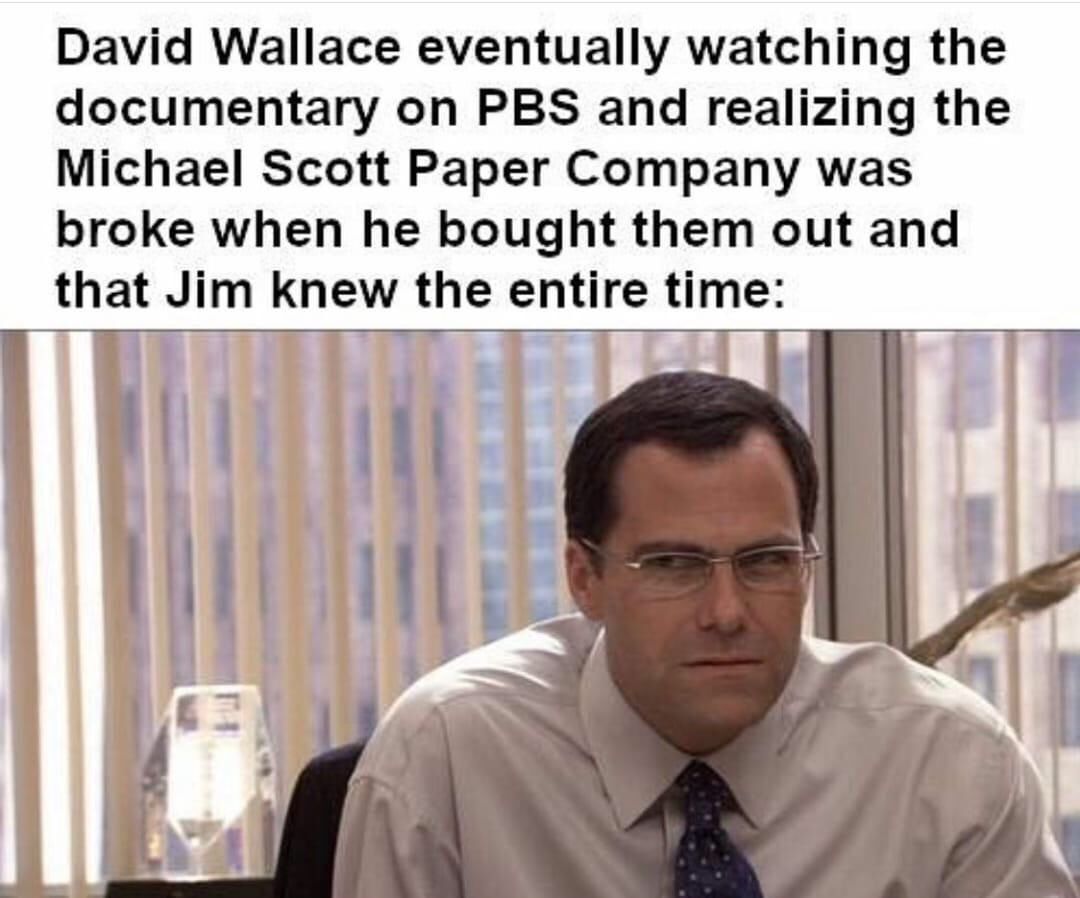 David Wallace eventually watching the
documentary on PBS and realizing the
Michael Scott Paper Company was
broke when he bought them out and
that Jim knew the entire time: